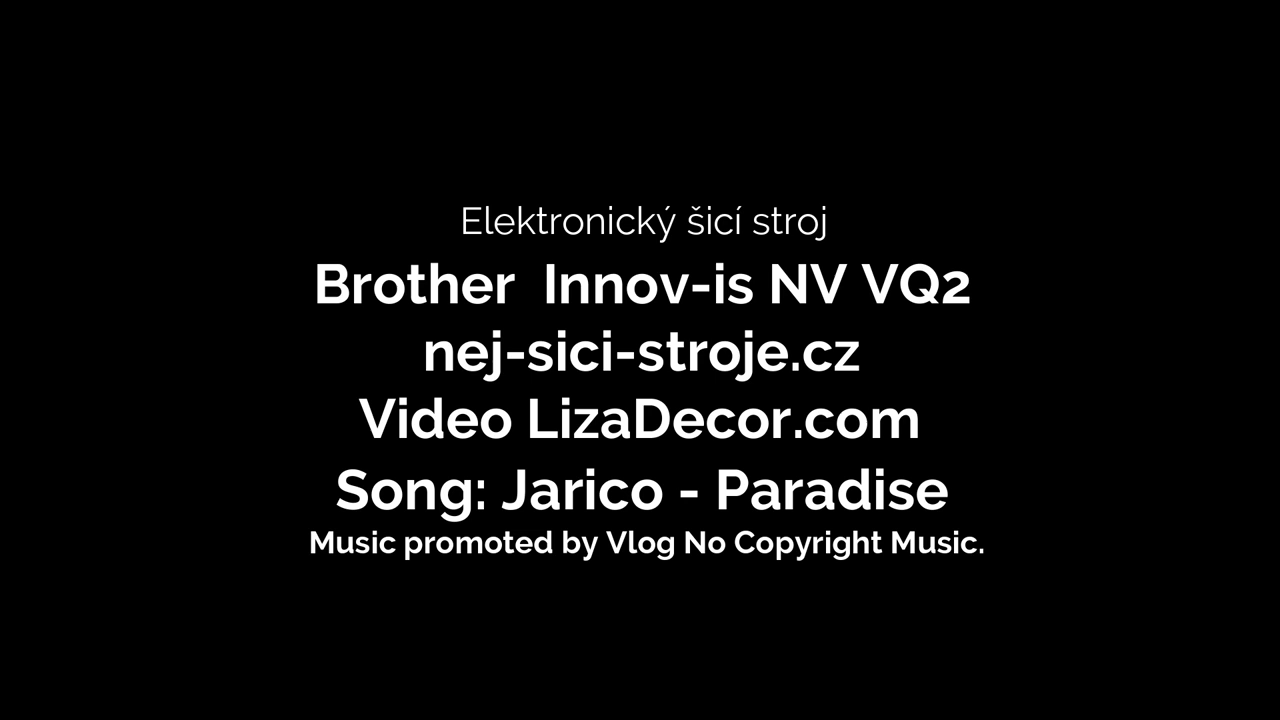 Elektronický šicí stroj
Brother  Innov-is NV VQ2
nej-sici-stroje.cz
Video LizaDecor.com
Song: Jarico - Paradise
Music promoted by Vlog No Copyright Music.